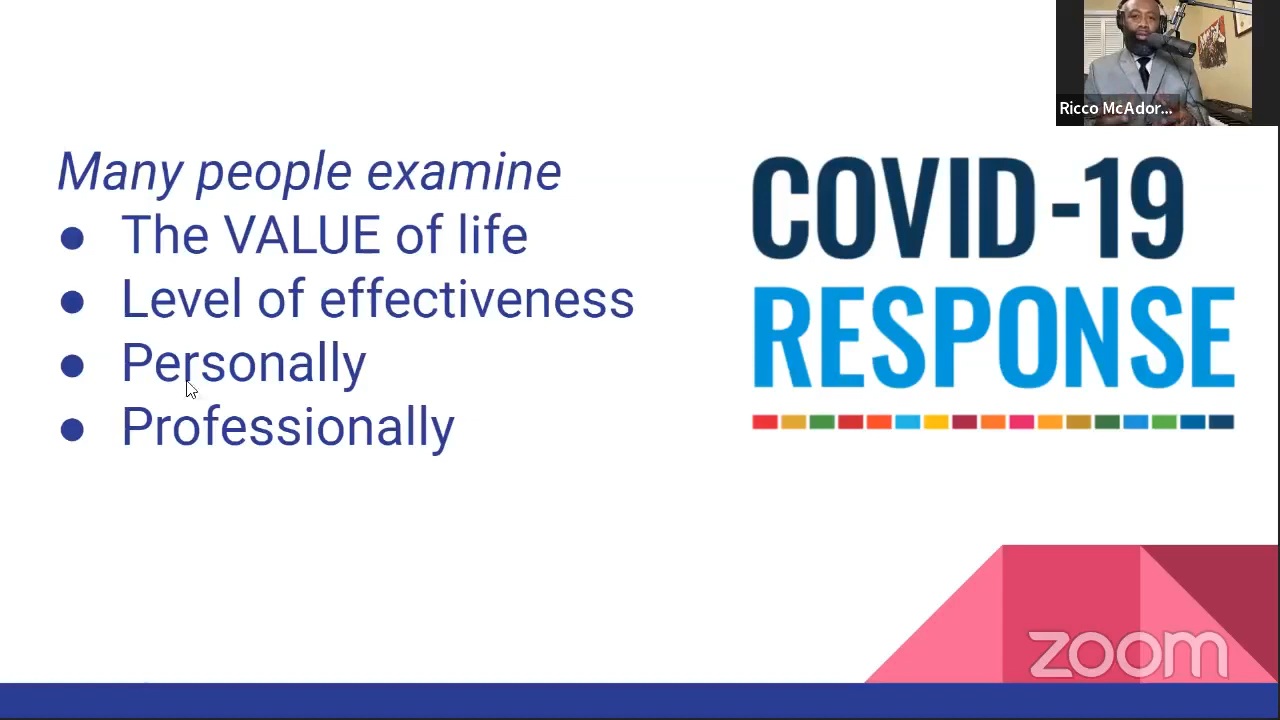 Ricco McAdor...
Many people examine
● The VALUE of life
● Level of effectiveness
● Personally
● Professionally
COVID-19
RESPONSE
zoom